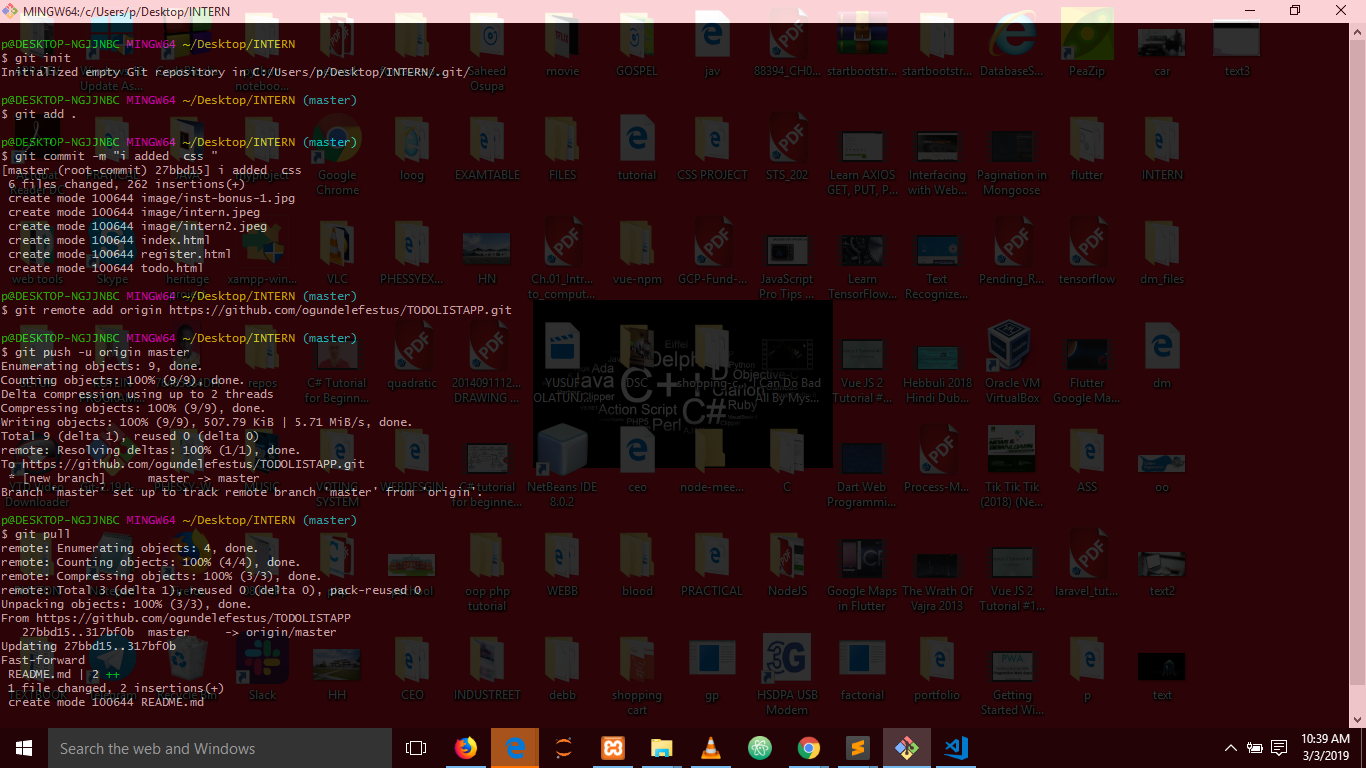 MINGW64:/c/Users/p/Desktop/INTERN
p@DESKTOP-NGJJNBC MINGW64 ~/Desktop/INTERN
$ git init
Initialized empty Git repository in C:/Users/p/Desktop/INTERN/.git/
p@DESKTOP-NGJJNBC MINGW64 ~/Desktop/INTERN (master)
$ git add .
p@DESKTOP-NGJJNBC MINGW64 ~/Desktop/INTERN (master)
$ git commit -m "i added  css "
[master (root-commit) 27bbd15] i added  css
6 files changed, 262 insertions(+)
create mode 100644 image/inst-bonus-1.jpg
create mode 100644 image/intern.jpeg
create mode 100644 image/intern2.jpeg
create mode 100644 index.html
create mode 100644 register.html
create mode 100644 todo.html
p@DESKTOP-NGJJNBC MINGW64 ~/Desktop/INTERN (master)
$ git remote add origin https://github.com/ogundelefestus/TODOLISTAPP.git
p@DESKTOP-NGJJNBC MINGW64 ~/Desktop/INTERN (master)
$ git push -u origin master
Enumerating objects: 9, done.
Counting objects: 100% (9/9), done.
Delta compression using up to 2 threads
Compressing objects: 100% (9/9), done.
Writing objects: 100% (9/9), 507.79 KiB | 5.71 MiB/s, done.
Total 9 (delta 1), reused 0 (delta 0)
remote: Resolving deltas: 100% (1/1), done.
To https://github.com/ogundelefestus/TODOLISTAPP.git
* [new branch]      master -> master
Branch 'master' set up to track remote branch 'master' from 'origin'.
p@DESKTOP-NGJJNBC MINGW64 ~/Desktop/INTERN (master)
$ git pull
remote: Enumerating objects: 4, done.
remote: Counting objects: 100% (4/4), done.
remote: Compressing objects: 100% (3/3), done.
remote: Total 3 (delta 1), reused 0 (delta 0), pack-reused 0
Unpacking objects: 100% (3/3), done.
From https://github.com/ogundelefestus/TODOLISTAPP
27bbd15..317bf0b  master     -> origin/master
Updating 27bbd15..317bf0b
Fast-forward
README.md | 2 ++
1 file changed, 2 insertions(+)
create mode 100644 README.md
Saheed Osupa
movie
GOSPEL
jav
88394_CH0...
startbootstr...
startbootstr...
DatabaseS...
PeaZip
car
text3
Google Chrome
loog
EXAMTABLE
FILES
tutorial
CSS PROJECT
STS_202
Learn AXIOS GET, PUT, P...
Interfacing with Web...
Pagination in Mongoose
flutter
INTERN
web tools
Skype
heritage
xampp-win...
VLC
PHESSYEX...
HN
Ch.01_Intr... to_comput...
vue-npm
GCP-Fund-...
JavaScript Pro Tips...
Learn TensorFlow...
Text Recognize...
Pending_R...
tensorflow
dm_files
repos
C# Tutorial for Beginn...
quadratic
2014091112... DRAWING ...
YUSUF OLATUNJ...
DSC
shopping-c...
I Can Do Bad All By Mys...
Vue JS 2 Tutorial #...
Hebbuli 2018 Hindi Dub...
Oracle VM VirtualBox
Flutter Google Ma...
dm
Eiffel
Ada
Delphi
Python
Java
C++
D
Objective-C
Clarion
Clipper
Action Script
C#
Ruby
PHP5
Perl
MUSIC
VOTING SYSTEM
WEBDESIGN
C# tutorial for beginne...
NetBeans IDE 8.0.2
ceo
node-mee...
C
Dart Web Programmi...
Process-M...
Tik Tik Tik (2018) (Ne...
ASS
oo
oop php tutorial
WEBB
blood
PRACTICAL
NodeJS
Google Maps in Flutter
The Wrath Of Vajra 2013
Vue JS 2 Tutorial #1...
laravel_tut...
text2
TEXTBOOK
Telegram
Recycle Bin
Slack
HH
CEO
INDUSTREET
debb
shopping cart
gp
HSDPA USB Modem
factorial
portfolio
Getting Started Wi...
p
text
Search the web and Windows
10:39 AM
3/3/2019